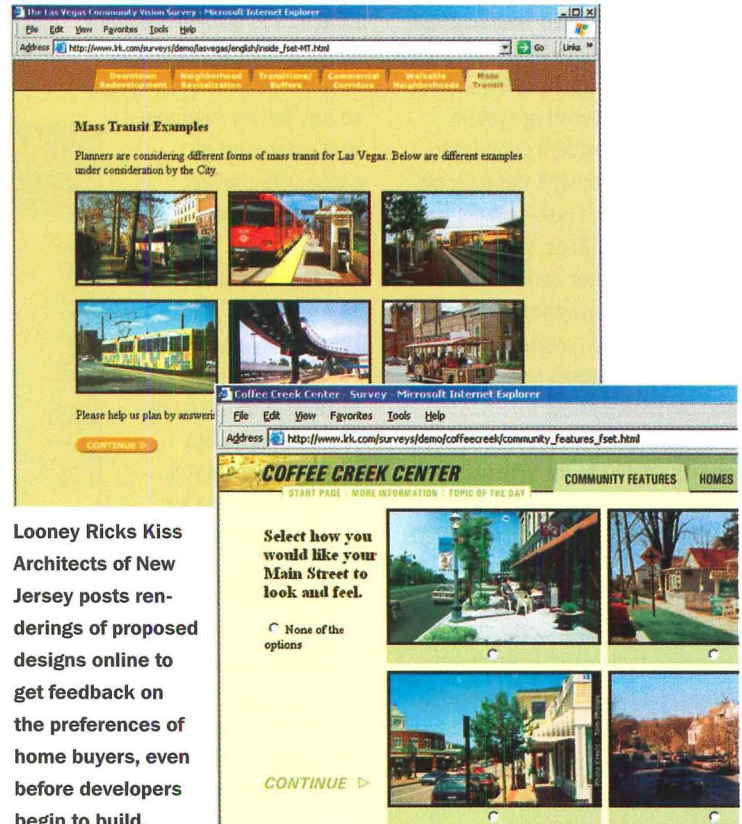 The Las Vegas Community Vision Survey - Microsoft Internet Explorer
File Edit View Favorites Tools Help
Address http://www.lrk.com/surveys/demo/lasvegas/english/inside_fset-MT.html Go Links »
Downtown Redevelopment
Neighborhood Revitalization
Transitions/ Buffers
Commercial Corridors
Walkable Neighborhoods
Mass Transit
Mass Transit Examples
Planners are considering different forms of mass transit for Las Vegas. Below are different examples
under consideration by the City.
Please help us plan by answeri
CONTINUE
Coffee Creek Center - Survey - Microsoft Internet Explorer
File Edit View Favorites Tools Help
Address http://www.lrk.com/surveys/demo/coffeecreek/community_features_fset.html
COFFEE CREEK CENTER
COMMUNITY FEATURES HOMES
START PAGE | MORE INFORMATION | TOPIC OF THE DAY
Select how you
would like your
Main Street to
look and feel.
None of the
options
CONTINUE
Looney Ricks Kiss
Architects of New
Jersey posts ren-
derings of proposed
designs online to
get feedback on
the preferences of
home buyers, even
before developers
begin to build.